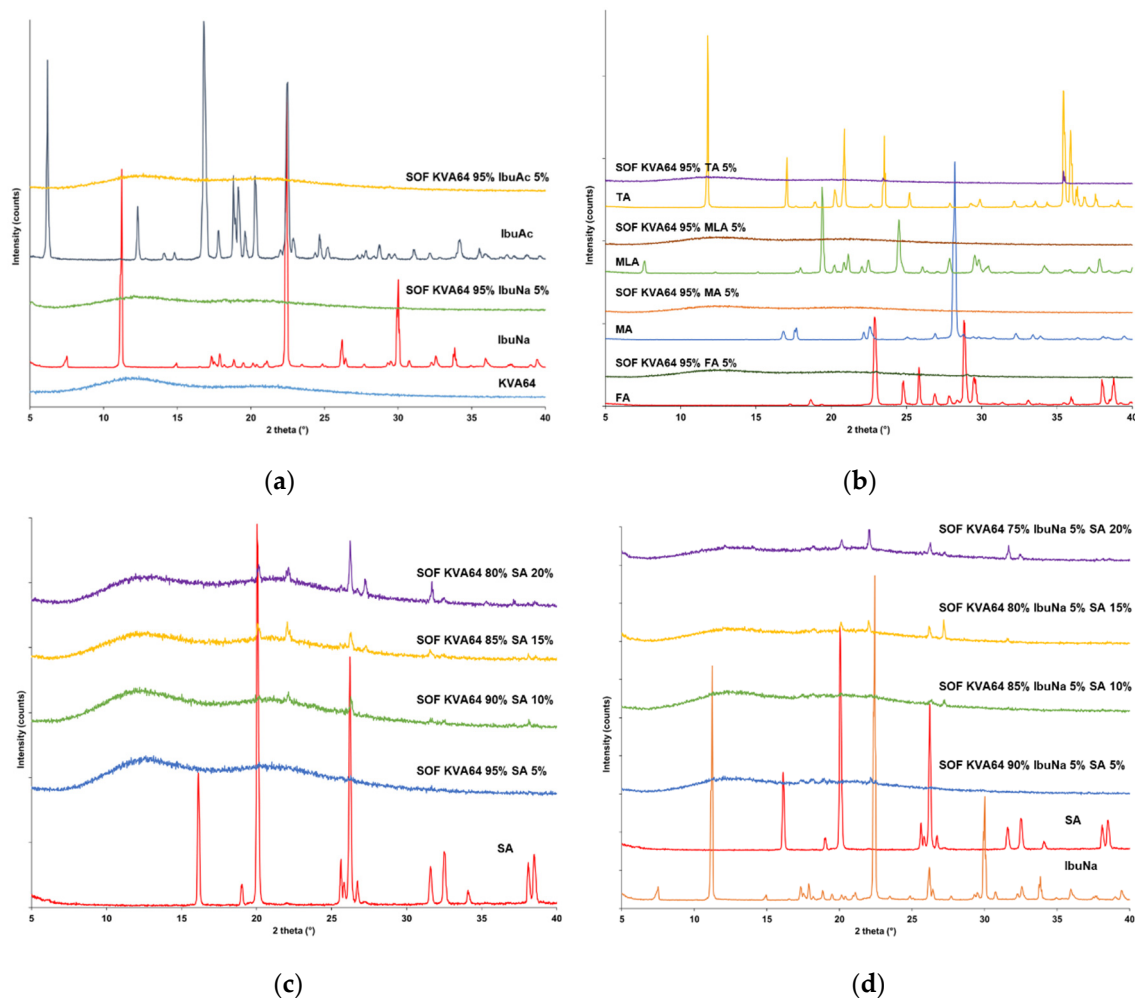 SOF KVA64 95% IbuAc 5%
IbuAc
SOF KVA64 95% IbuNa 5%
IbuNa
KVA64
Intensity (counts)
5 10 15 20 25 30 35 40
2 theta (°)
(a)
SOF KVA64 95% TA 5%
TA
SOF KVA64 95% MLA 5%
MLA
SOF KVA64 95% MA 5%
MA
SOF KVA64 95% FA 5%
FA
Intensity (counts)
5 10 15 20 25 30 35 40
2 theta (°)
(b)
SOF KVA64 80% SA 20%
SOF KVA64 85% SA 15%
SOF KVA64 90% SA 10%
SOF KVA64 95% SA 5%
SA
Intensity (counts)
5 10 15 20 25 30 35 40
2 theta (°)
(c)
SOF KVA64 75% IbuNa 5% SA 20%
SOF KVA64 80% IbuNa 5% SA 15%
SOF KVA64 85% IbuNa 5% SA 10%
SOF KVA64 90% IbuNa 5% SA 5%
SA
IbuNa
Intensity (counts)
5 10 15 20 25 30 35 40
2 theta (°)
(d)